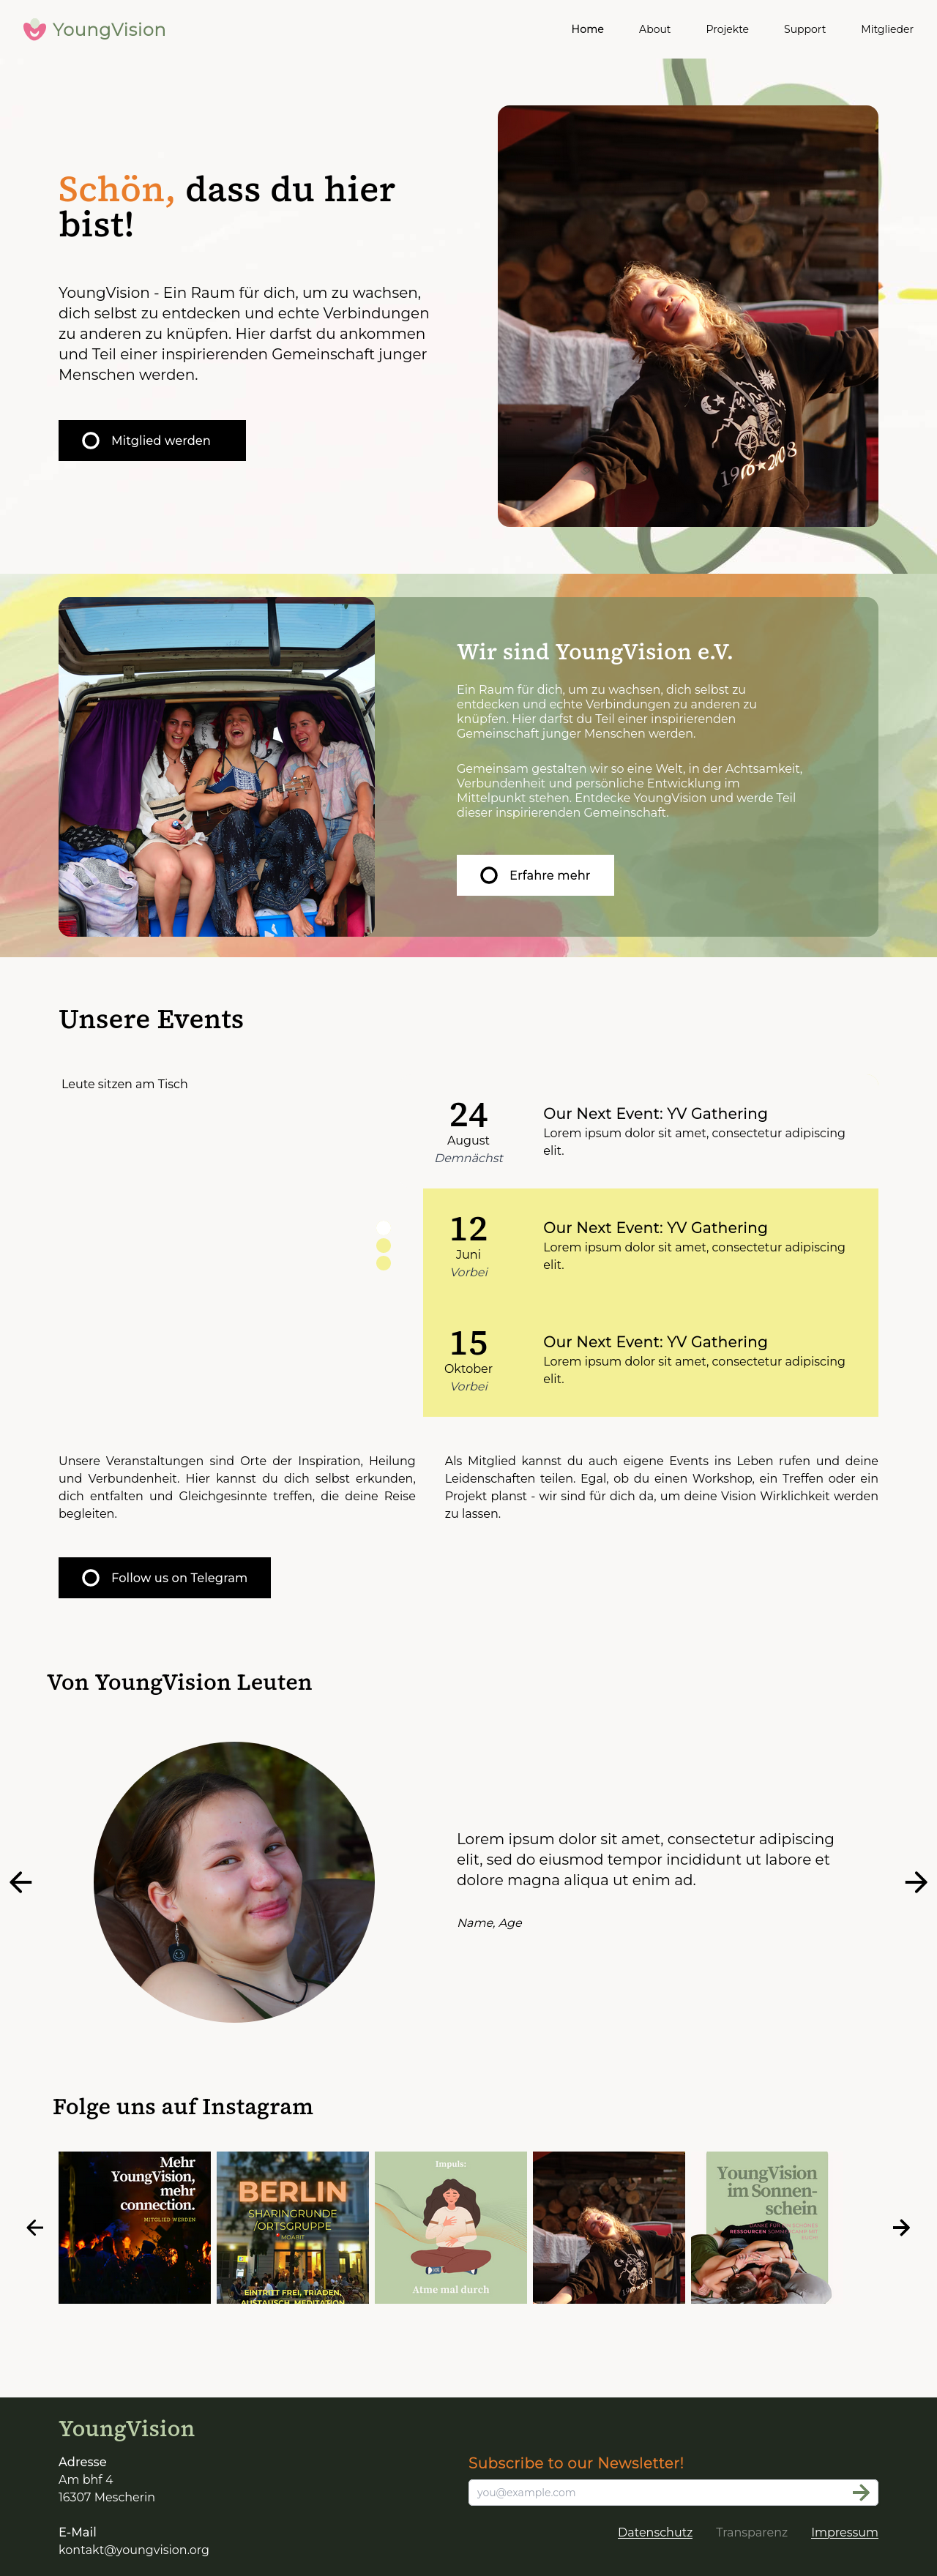 YoungVision
Home
About
Projekte
Support
Mitglieder
Schön, dass du hier
bist!
YoungVision - Ein Raum für dich, um zu wachsen,
dich selbst zu entdecken und echte Verbindungen
zu anderen zu knüpfen. Hier darfst du ankommen
und Teil einer inspirierenden Gemeinschaft junger
Menschen werden.
Mitglied werden
Wir sind YoungVision e.V.
Ein Raum für dich, um zu wachsen, dich selbst zu
entdecken und echte Verbindungen zu anderen zu
knüpfen. Hier darfst du Teil einer inspirierenden
Gemeinschaft junger Menschen werden.
Gemeinsam gestalten wir so eine Welt, in der Achtsamkeit,
Verbundenheit und persönliche Entwicklung im
Mittelpunkt stehen. Entdecke YoungVision und werde Teil
dieser inspirierenden Gemeinschaft.
Erfahre mehr
Unsere Events
Leute sitzen am Tisch
24
August
Demnächst
Our Next Event: YV Gathering
Lorem ipsum dolor sit amet, consectetur adipiscing
elit.
12
Juni
Vorbei
Our Next Event: YV Gathering
Lorem ipsum dolor sit amet, consectetur adipiscing
elit.
15
Oktober
Vorbei
Our Next Event: YV Gathering
Lorem ipsum dolor sit amet, consectetur adipiscing
elit.
Unsere Veranstaltungen sind Orte der Inspiration, Heilung
und Verbundenheit. Hier kannst du dich selbst erkunden,
dich entfalten und Gleichgesinnte treffen, die deine Reise
begleiten.
Als Mitglied kannst du auch eigene Events ins Leben rufen und deine
Leidenschaften teilen. Egal, ob du einen Workshop, ein Treffen oder ein
Projekt planst - wir sind für dich da, um deine Vision Wirklichkeit werden
zu lassen.
Follow us on Telegram
Von YoungVision Leuten
Lorem ipsum dolor sit amet, consectetur adipiscing
elit, sed do eiusmod tempor incididunt ut labore et
dolore magna aliqua ut enim ad.
Name, Age
Folge uns auf Instagram
Mehr
YoungVision,
mehr
connection.
MITGLIED WERDEN
BERLIN
SHARINGRUNDE
/ORTSGRUPPE
MOABIT
EINTRITT FREI, TRIADEN,
AUSTAUSCH, MEDITATION
Impuls:
Atme mal durch
YoungVision
im Sonnen-
schein
RESSOURCEN
YoungVision
Adresse
Am bhf 4
16307 Mescherin
E-Mail
kontakt@youngvision.org
Subscribe to our Newsletter!
you@example.com
Datenschutz
Transparenz
Impressum